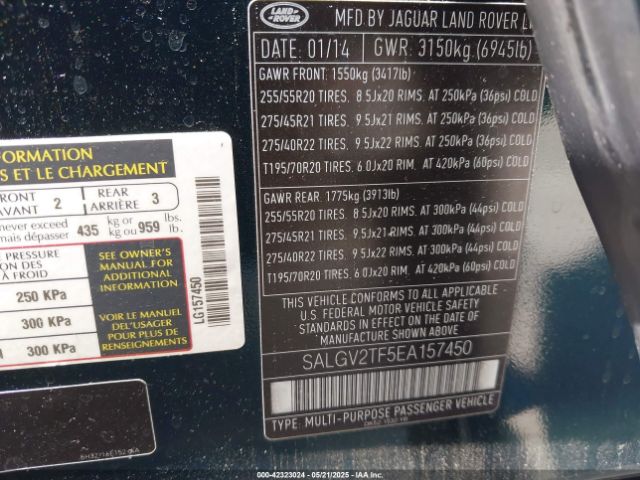 FORMATION
S ET LE CHARGEMENT
FRONT
AVANT 2
REAR
ARRIÈRE 3
never exceed
mais dépasser 435 kg or
kg ou 959 lbs.
lb.
PRESSURE
ON DES
À FROID
250 KPa
300 KPa
300 KPa
SEE OWNER'S
MANUAL FOR
ADDITIONAL
INFORMATION
VOIR LE MANUEL
DE L'USAGER
POUR PLUS DE
RENSEIGNEMENTS
LG157450
LAND
ROVER
MFD.BY JAGUAR LAND ROVER L
DATE: 01/14 GWR: 3150kg (6945lb)
GAWR FRONT: 1550kg (3417lb)
255/55R20 TIRES. 8 5Jx20 RIMS. AT 250kPa (36psi) COLD
275/45R21 TIRES. 9 5Jx21 RIMS. AT 250kPa (36psi) COLD
275/40R22 TIRES. 9 5Jx22 RIMS. AT 250kPa (36psi) COLD
T195/70R20 TIRES. 6.0Jx20 RIM. AT 420kPa (60psi) COLD
GAWR REAR: 1775kg (3913lb)
255/55R20 TIRES. 8 5Jx20 RIMS. AT 300kPa (44psi) COLD
275/45R21 TIRES. 9 5Jx21 RIMS. AT 300kPa (44psi) COLD
275/40R22 TIRES. 9 5Jx22 RIMS. AT 300kPa (44psi) COLD
T195/70R20 TIRES. 6.0Jx20 RIM. AT 420kPa (60psi) COLD
THIS VEHICLE CONFORMS TO ALL APPLICABLE
U.S. FEDERAL MOTOR VEHICLE SAFETY
STANDARDS IN EFFECT ON THE DATE OF
MANUFACTURE SHOWN ABOVE
SALGV2TF5EA157450
TYPE: MULTI-PURPOSE PASSENGER VEHICLE
000-42323024 — 05/21/2025 — IAAI.COM